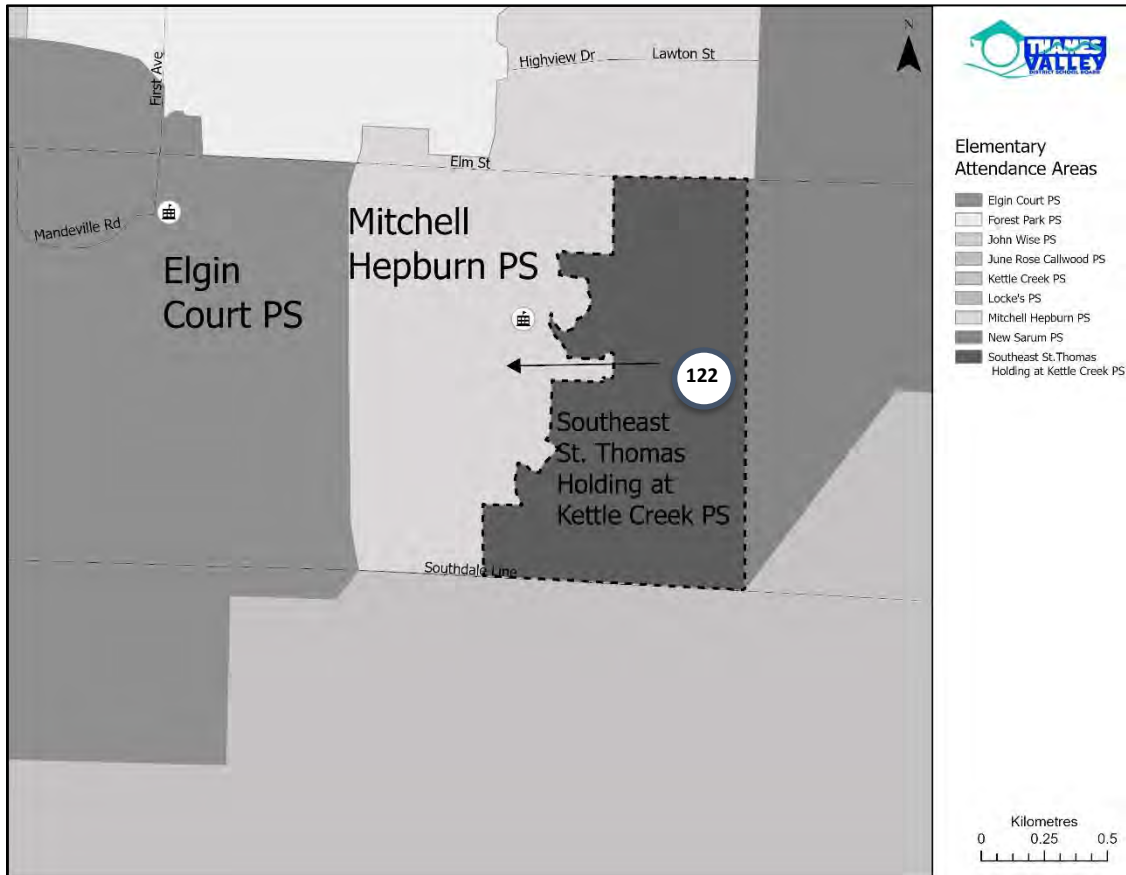 First Ave
Highview Dr
Lawton St
N
Elm St
Mandeville Rd
Mitchell
Hepburn PS
Elgin
Court PS
122
Southeast
St. Thomas
Holding at
Kettle Creek PS
Southdale Line
THAMES
VALLEY
DISTRICT SCHOOL BOARD
Elementary
Attendance Areas
Elgin Court PS
Forest Park PS
John Wise PS
June Rose Callwood PS
Kettle Creek PS
Locke's PS
Mitchell Hepburn PS
New Sarum PS
Southeast St.Thomas
Holding at Kettle Creek PS
Kilometres
0 0.25 0.5